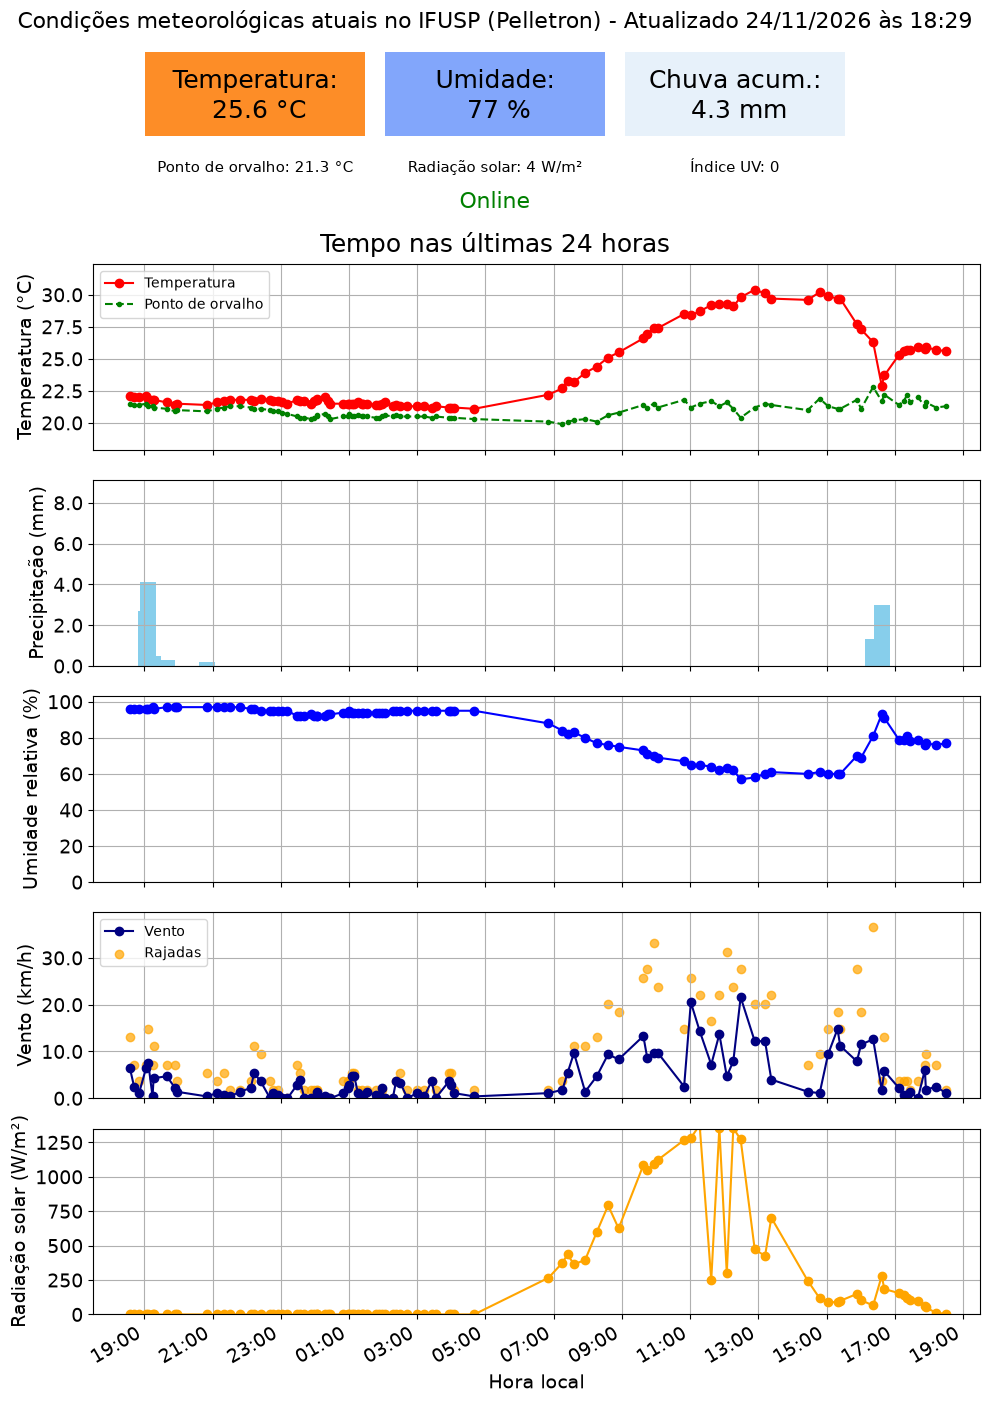 Condições meteorológicas atuais no IFUSP (Pelletron) - Atualizado 24/11/2026 às 18:29
Temperatura:
25.6 °C
Umidade:
77 %
Chuva acum.:
4.3 mm
Ponto de orvalho: 21.3 °C
Radiação solar: 4 W/m²
Índice UV: 0
Online
Tempo nas últimas 24 horas
Temperatura (°C)
30.0
27.5
25.0
22.5
20.0
Temperatura
Ponto de orvalho
Precipitação (mm)
8.0
6.0
4.0
2.0
0.0
Umidade relativa (%)
100
80
60
40
20
0
Vento (km/h)
30.0
20.0
10.0
0.0
Vento
Rajadas
Radiação solar (W/m²)
1250
1000
750
500
250
0
19:00
21:00
23:00
01:00
03:00
05:00
07:00
09:00
11:00
13:00
15:00
17:00
19:00
Hora local